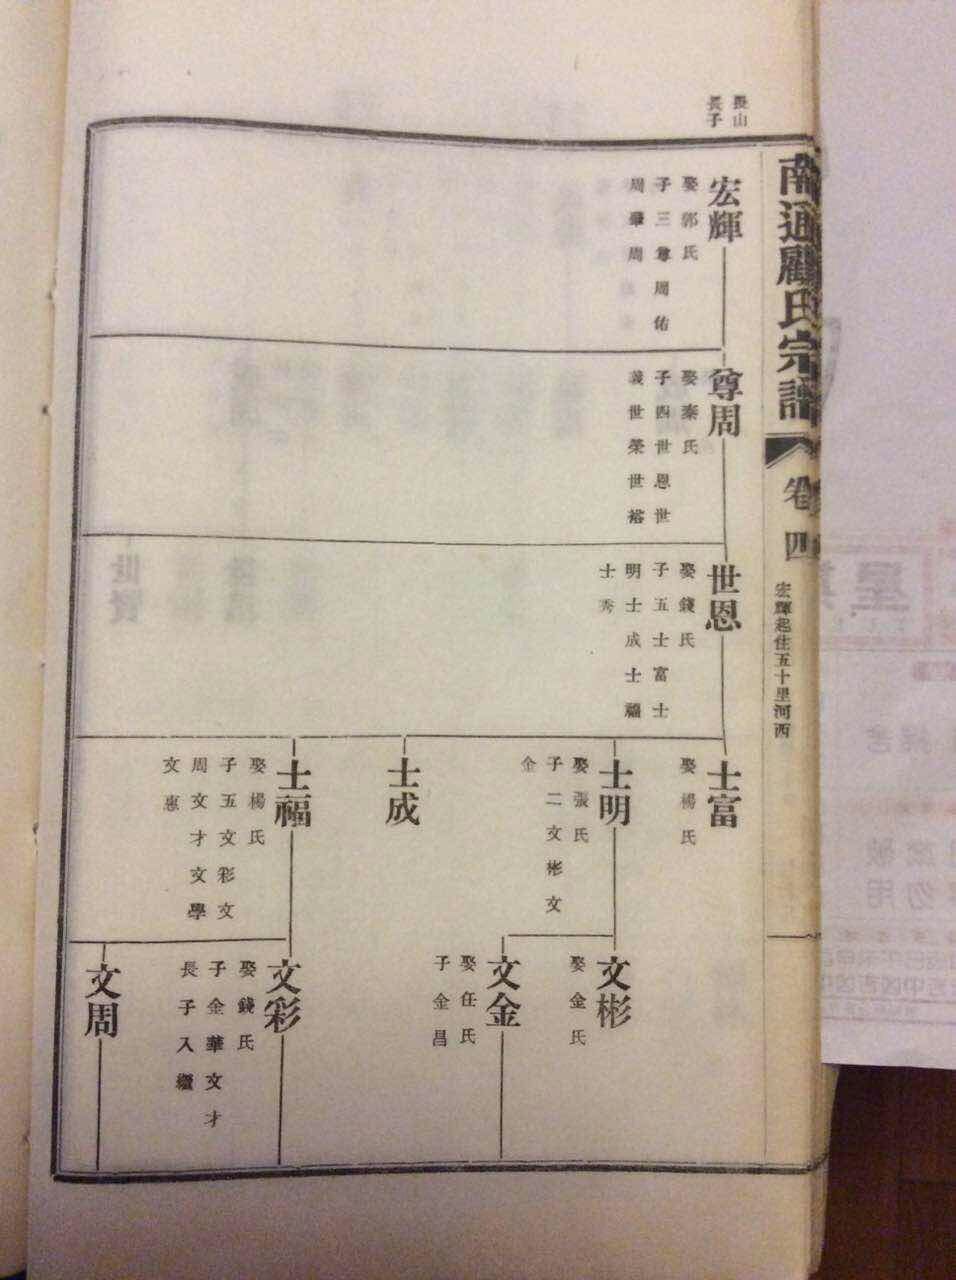 南通顧氏宗譜
卷四
宏輝起住五十里河西
畏山
長子
宏輝
娶郭氏
子三尊周佑
周肇周
尊周
娶秦氏
子四世恩世
義世榮世裕
世恩
娶錢氏
子五士富士
明士成士福
士秀
士富
娶楊氏
士明
娶張氏
子二文彬文
金
士成
士福
娶楊氏
子五文彩文
周文才文學
文惠
文彬
娶金氏
文金
娶任氏
子金昌
文彩
娶錢氏
子金華文才
長子入繼
文周